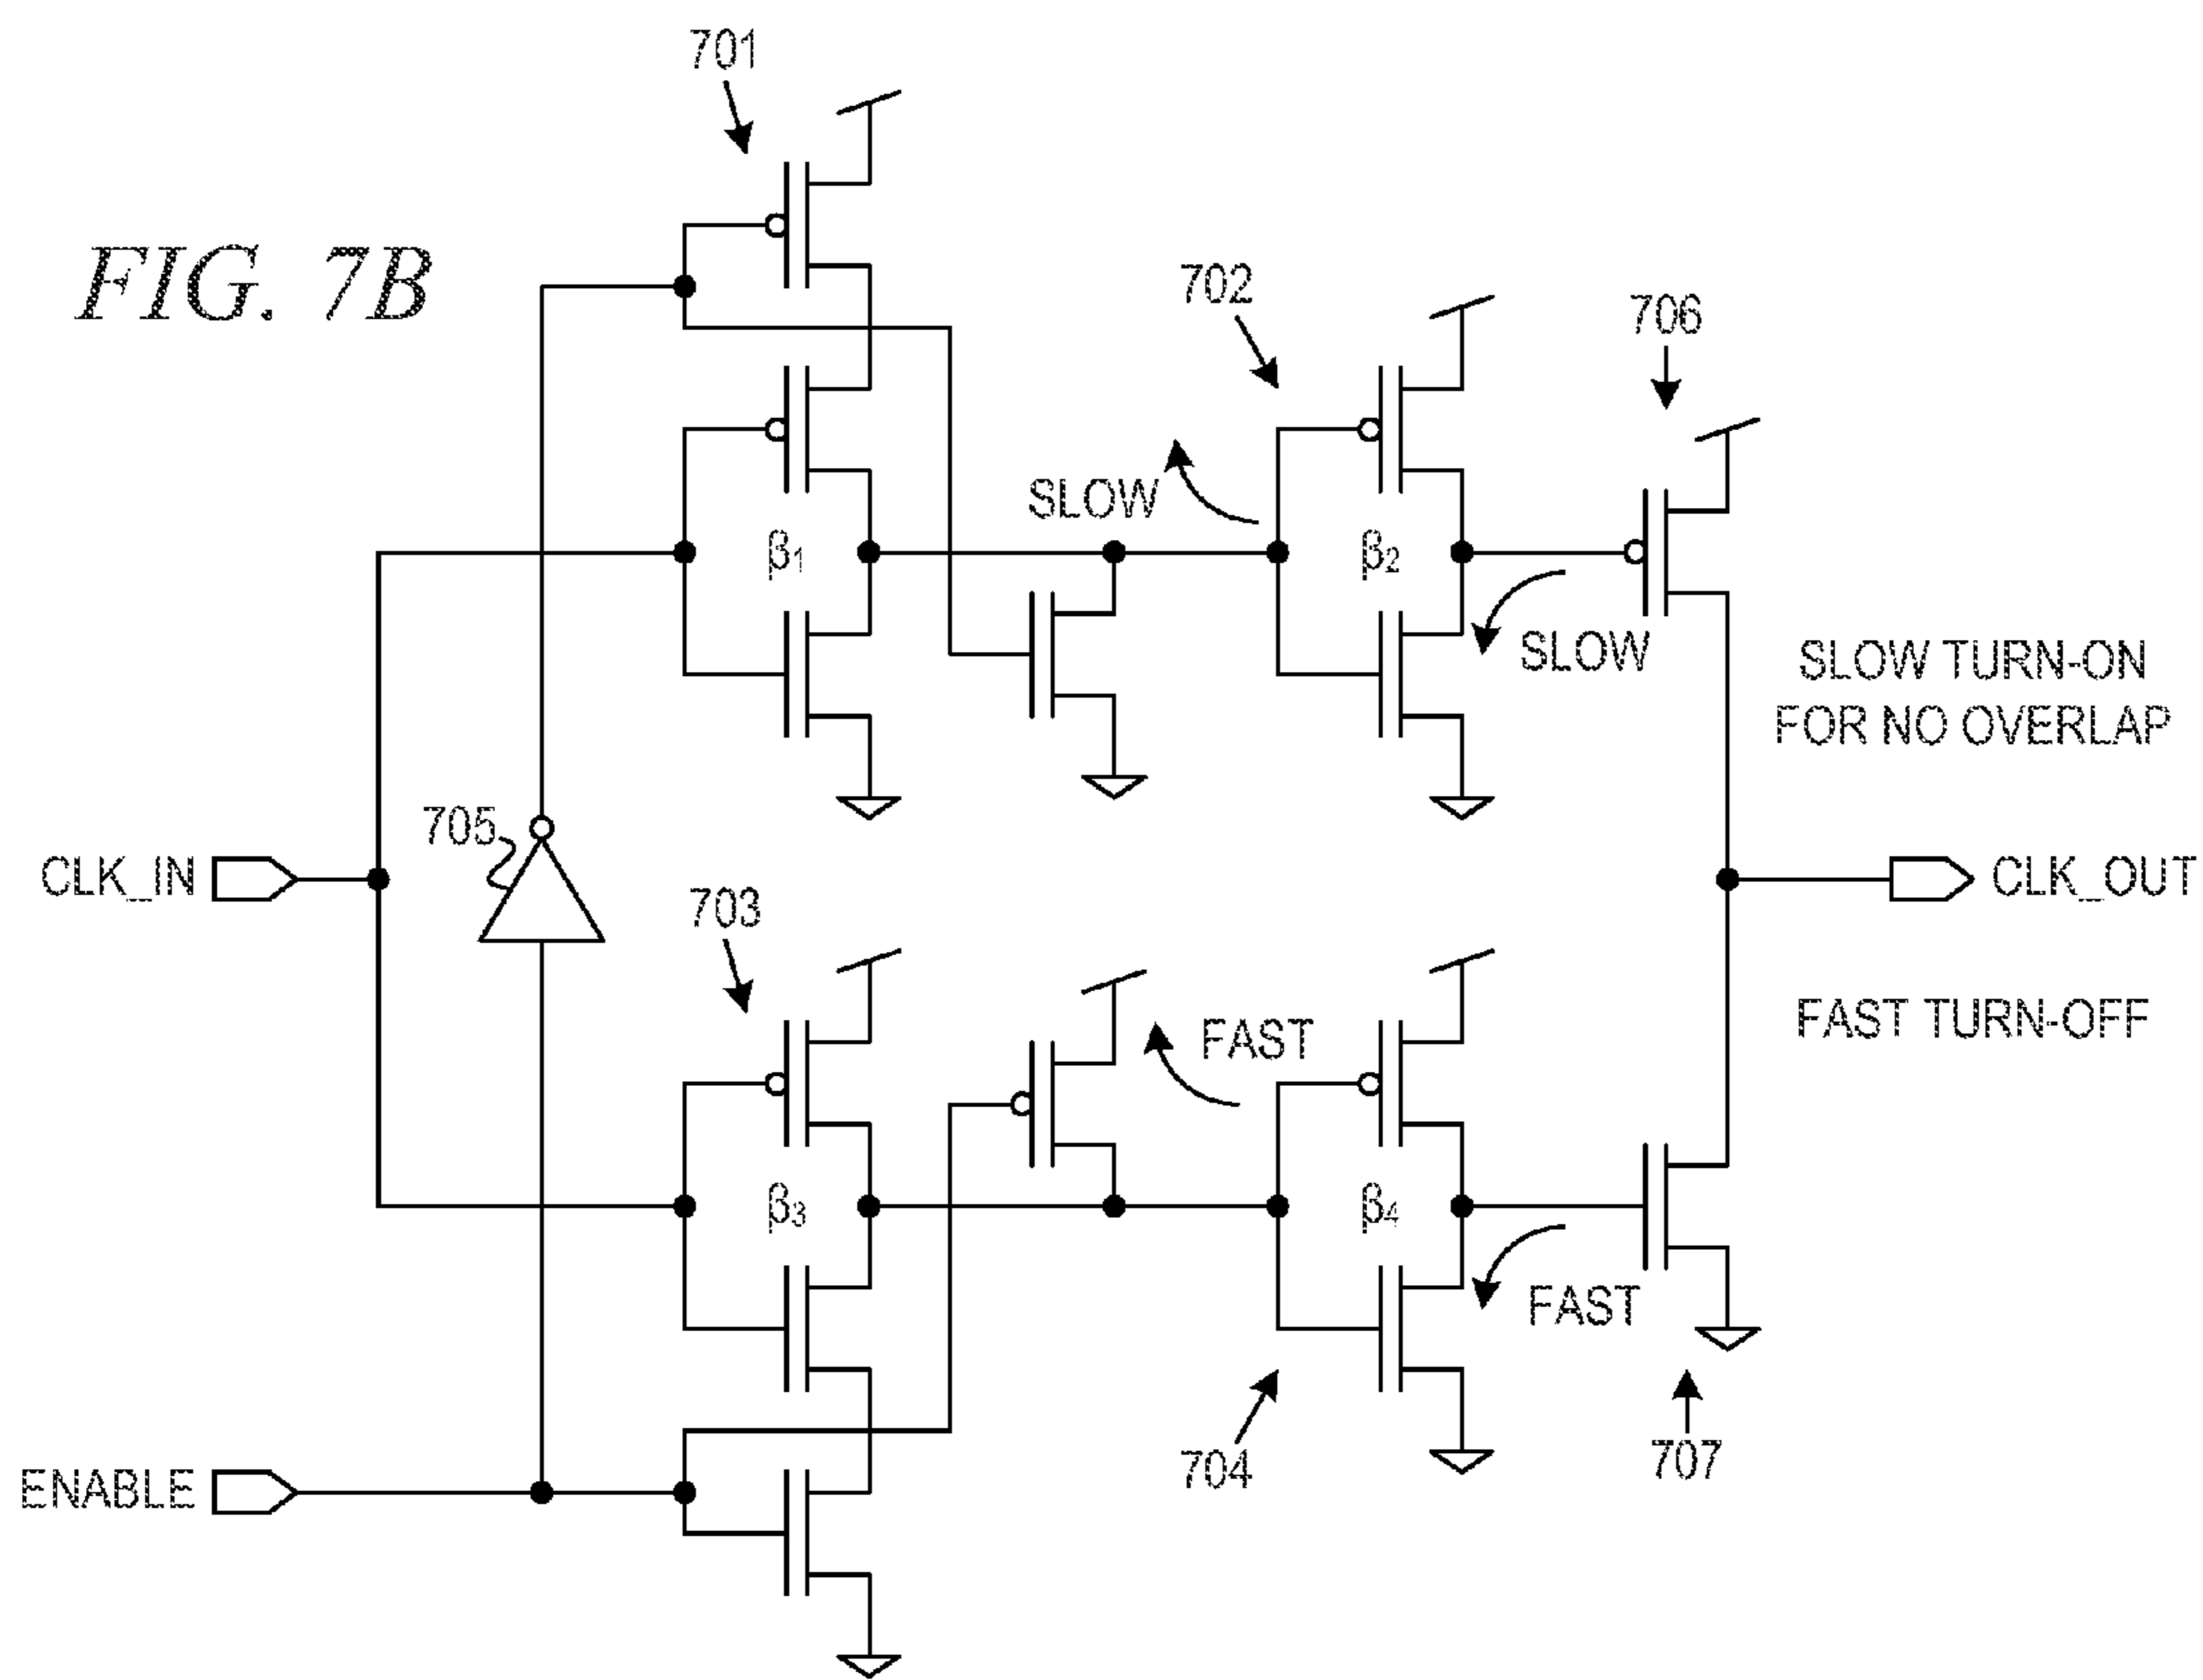 701
FIG. 7B
702
706
SLOW
β1
β2
SLOW
SLOW TURN-ON
FOR NO OVERLAP
705
CLK_IN
703
CLK_OUT
FAST
FAST TURN-OFF
β3
β4
FAST
704
707
ENABLE